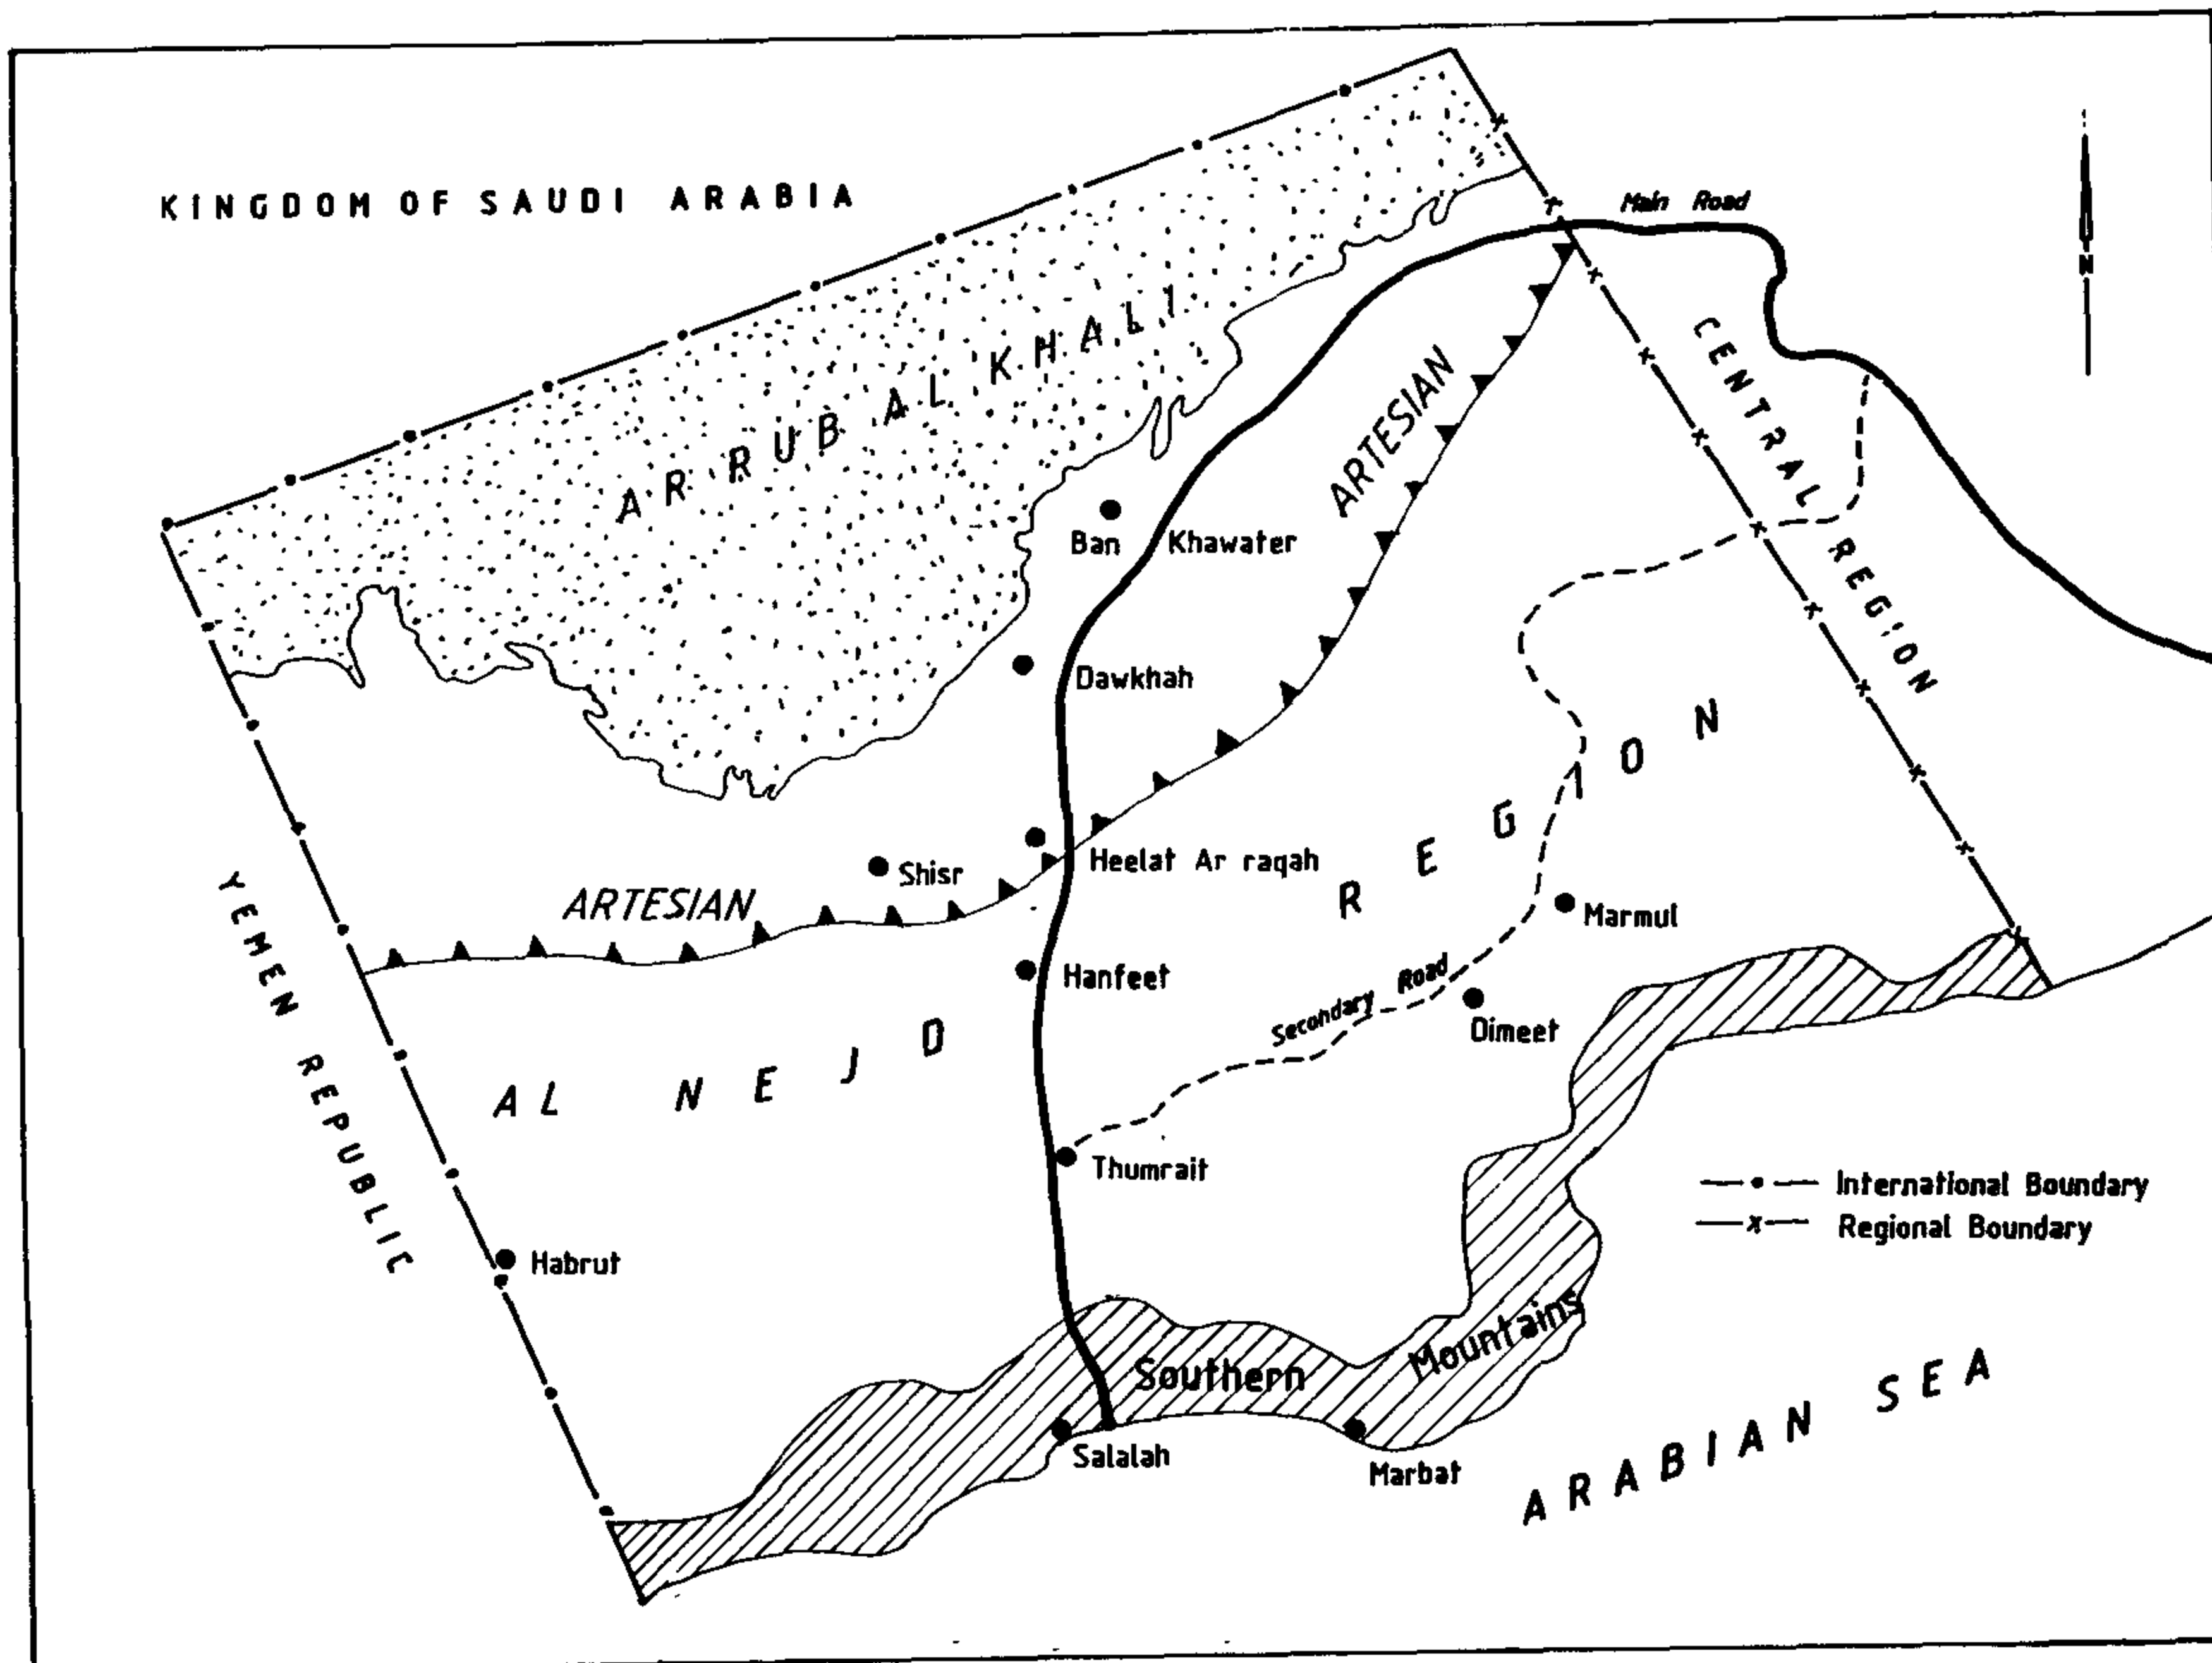 KINGDOM OF SAUDI ARABIA
Main Road
N
AR RUB AL KHALI
CENTRAL REGION
ARTESIAN
Ban Khawater
Dawkhah
Heelat Ar raqah
Shisr
ARTESIAN
YEMEN REPUBLIC
Marmul
Hanfeet
Secondary Road
Dimeet
AL NEJD REGION
Thumrait
International Boundary
Regional Boundary
Habrut
Southern Mountains
Salalah
Marbat
ARABIAN SEA